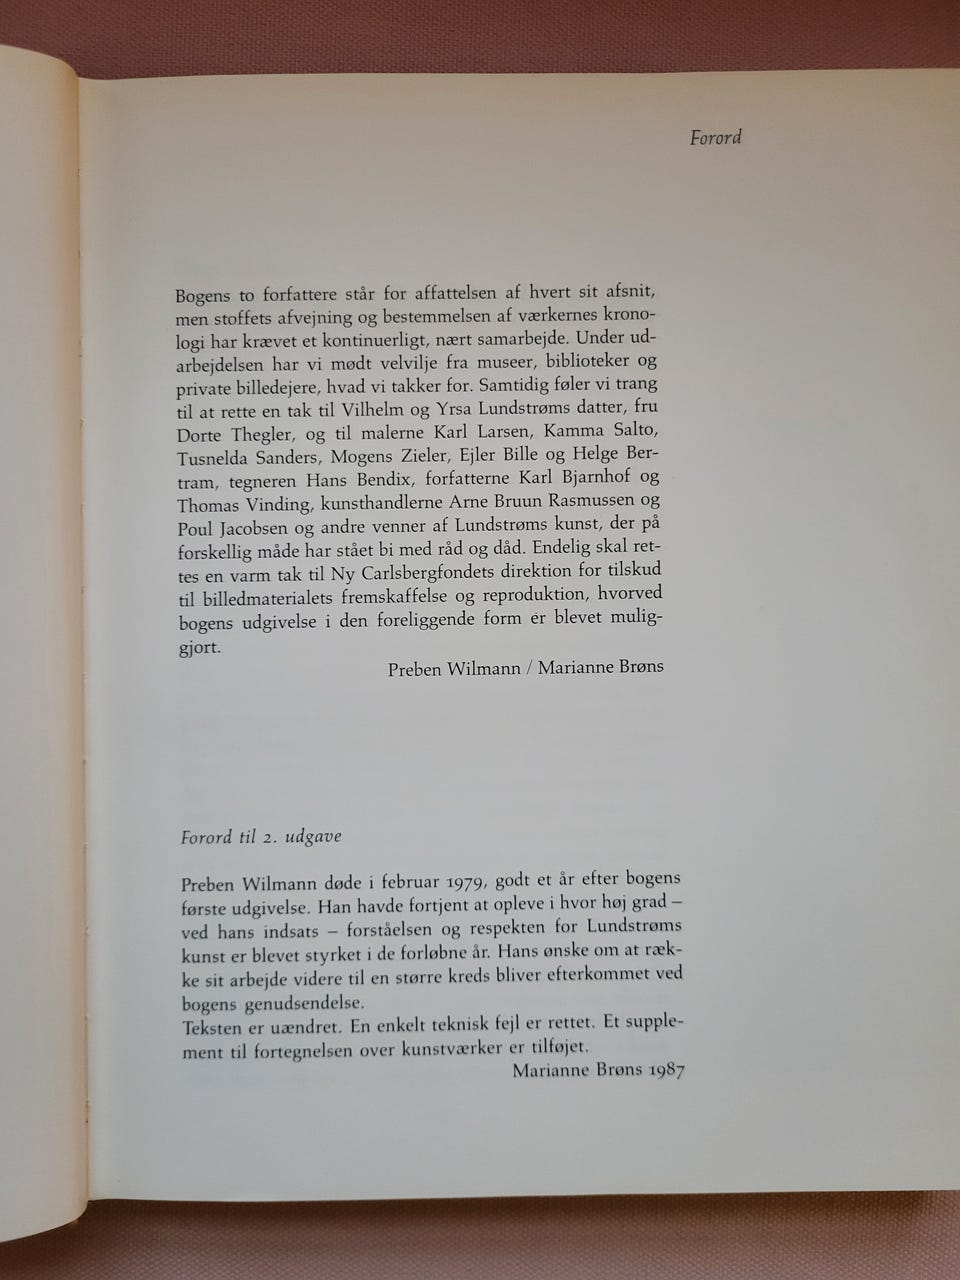 Forord
Bogens to forfattere står for affattelsen af hvert sit afsnit,
men stoffets afvejning og bestemmelsen af værkernes krono-
logi har krævet et kontinuerligt, nært samarbejde. Under ud-
arbejdelsen har vi mødt velvilje fra museer, biblioteker og
private billedejere, hvad vi takker for. Samtidig føler vi trang
til at rette en tak til Vilhelm og Yrsa Lundstrøms datter, fru
Dorte Thegler, og til malerne Karl Larsen, Kamma Salto,
Tusnelda Sanders, Mogens Zieler, Ejler Bille og Helge Ber-
tram, tegneren Hans Bendix, forfatterne Karl Bjarnhof og
Thomas Vinding, kunsthandlerne Arne Bruun Rasmussen og
Poul Jacobsen og andre venner af Lundstrøms kunst, der på
forskellig måde har stået bi med råd og dåd. Endelig skal ret-
tes en varm tak til Ny Carlsbergfondets direktion for tilskud
til billedmaterialets fremskaffelse og reproduktion, hvorved
bogens udgivelse i den foreliggende form er blevet mulig-
gjort.
Preben Wilmann / Marianne Brøns
Forord til 2. udgave
Preben Wilmann døde i februar 1979, godt et år efter bogens
første udgivelse. Han havde fortjent at opleve i hvor høj grad –
ved hans indsats – forståelsen og respekten for Lundstrøms
kunst er blevet styrket i de forløbne år. Hans ønske om at ræk-
ke sit arbejde videre til en større kreds bliver efterkommet ved
bogens genudsendelse.
Teksten er uændret. En enkelt teknisk fejl er rettet. Et supple-
ment til fortegnelsen over kunstværker er tilføjet.
Marianne Brøns 1987